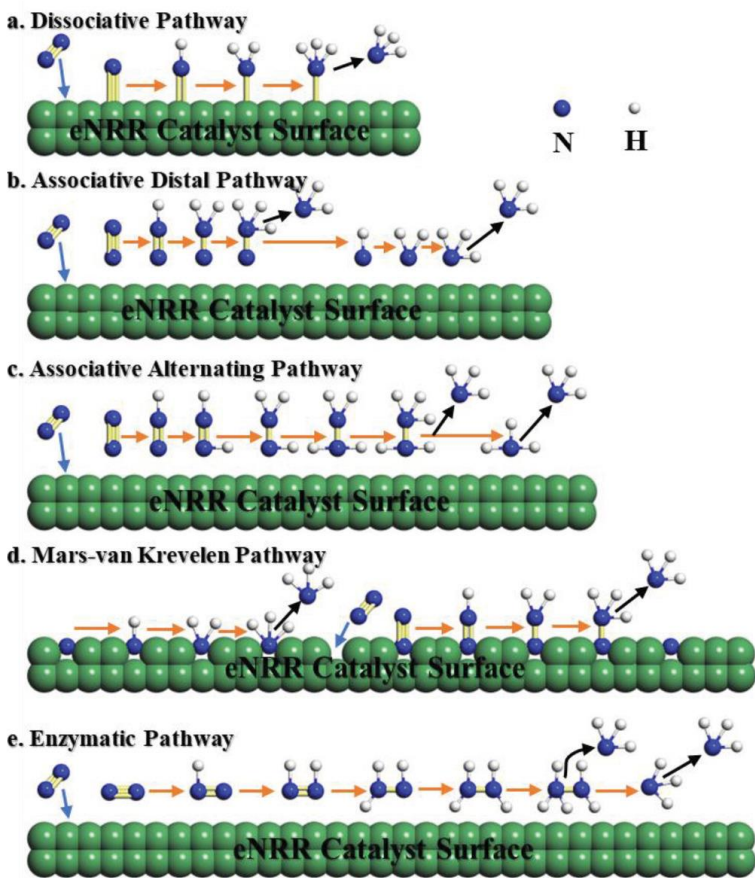 a. Dissociative Pathway
eNRR Catalyst Surface
N H
b. Associative Distal Pathway
eNRR Catalyst Surface
c. Associative Alternating Pathway
eNRR Catalyst Surface
d. Mars-van Krevelen Pathway
eNRR Catalyst Surface
e. Enzymatic Pathway
eNRR Catalyst Surface